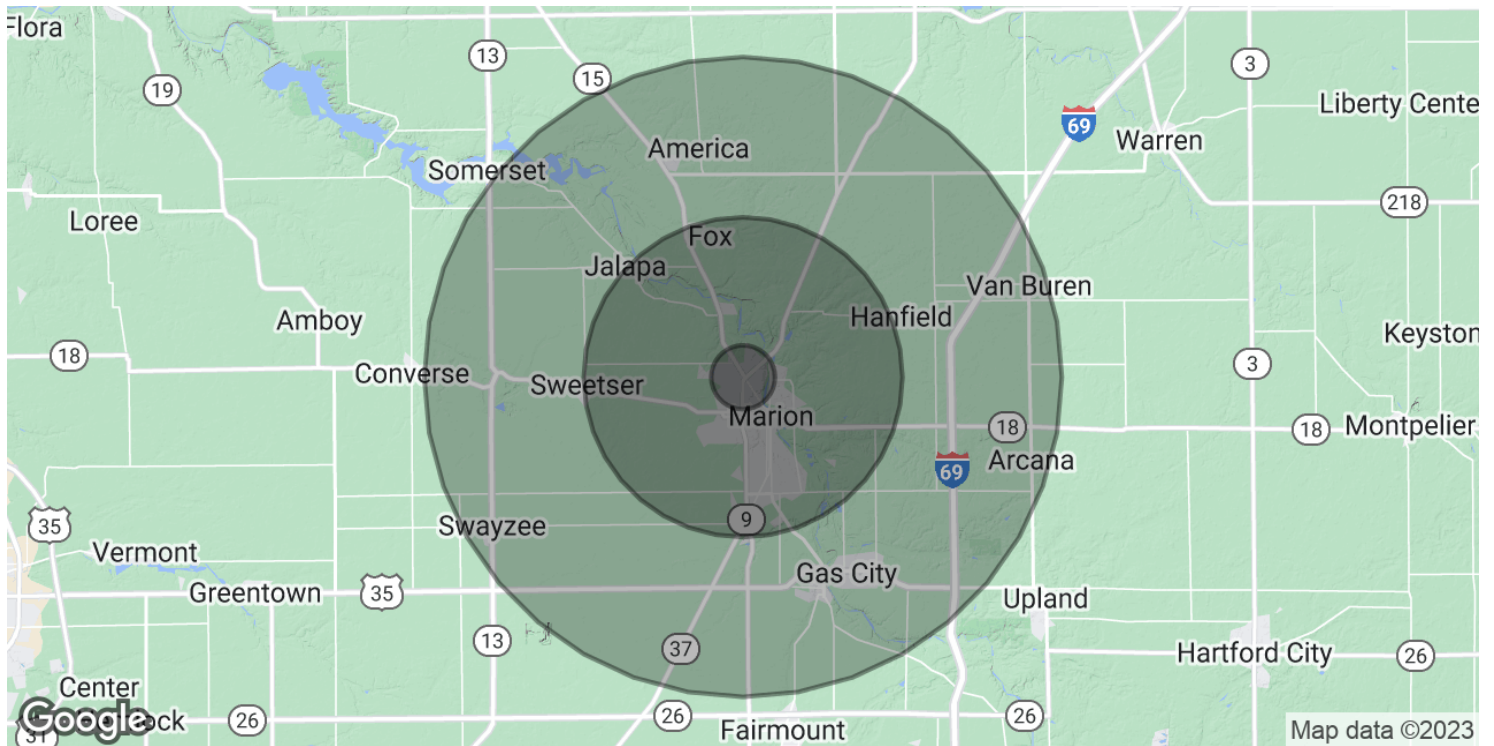 Flora
13
3
19
15
Liberty Cente
69
Warren
America
Somerset
218
Loree
Fox
Jalapa
Van Buren
Hanfield
Amboy
Keyston
18
3
Converse
Sweetser
Marion
18
18
Montpelier
69
Arcana
9
35
Swayzee
Vermont
Gas City
Greentown
35
Upland
13
37
Hartford City
26
Center
Google
ock
26
26
26
31
Fairmount
Map data ©2023